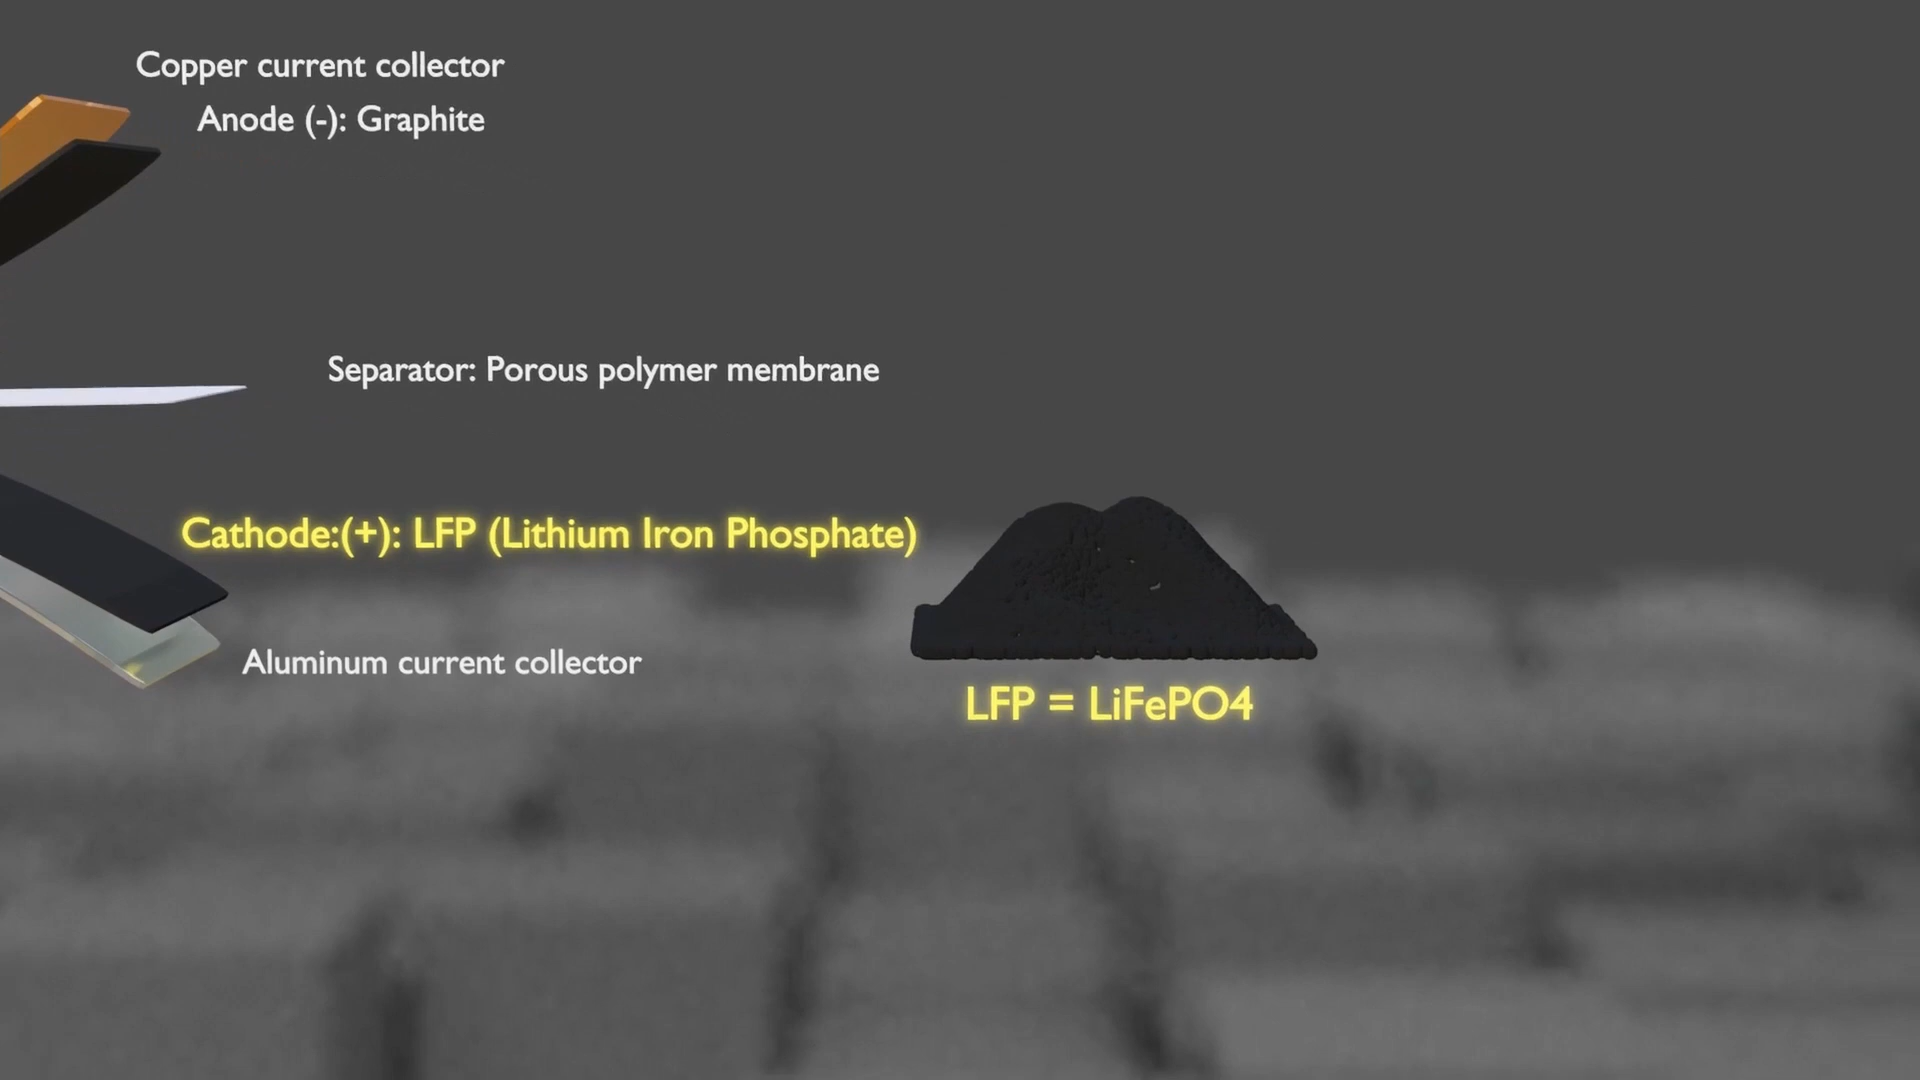 Copper current collector
Anode (-): Graphite
Separator: Porous polymer membrane
Cathode:(+): LFP (Lithium Iron Phosphate)
Aluminum current collector
LFP = LiFePO4